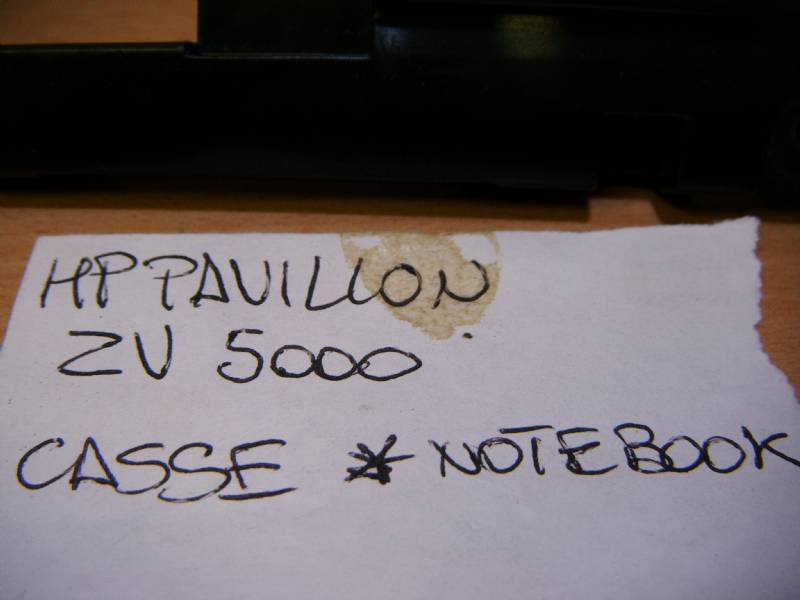 HP PAVILLON
ZV 5000
CASSE * NOTEBOOK